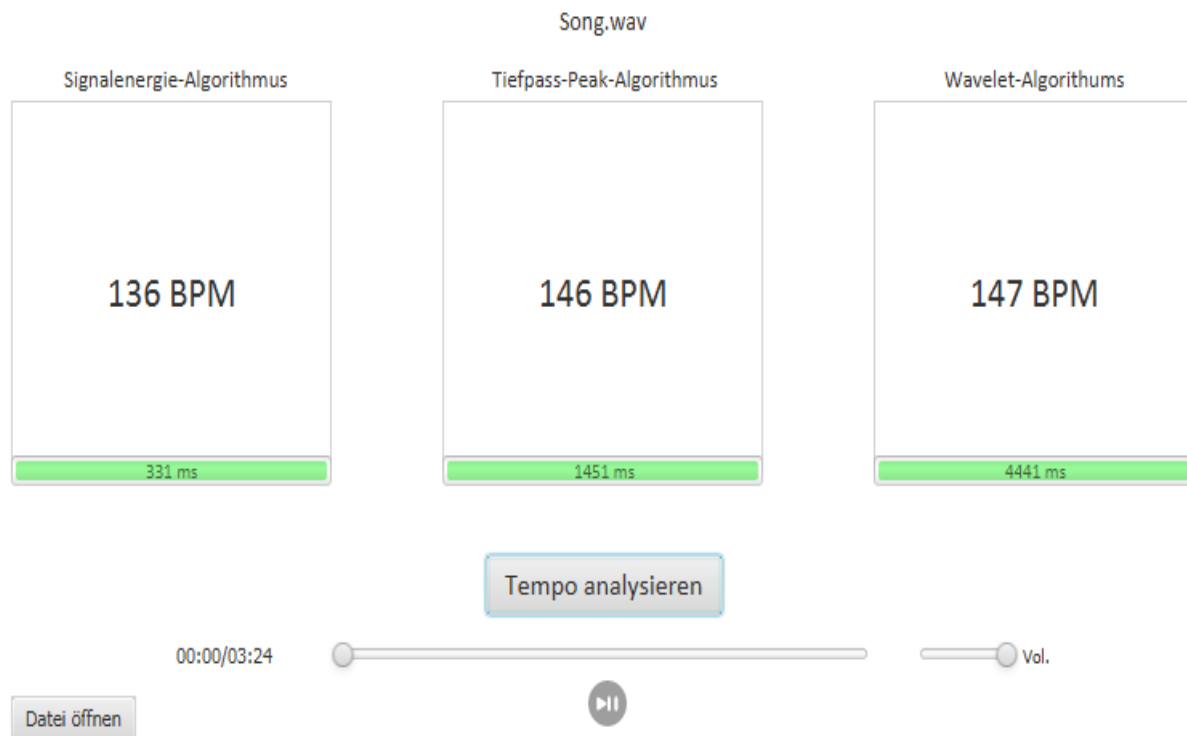 Song.wav
Signalenergie-Algorithmus
Tiefpass-Peak-Algorithmus
Wavelet-Algorithums
136 BPM
146 BPM
147 BPM
331 ms
1451 ms
4441 ms
Tempo analysieren
00:00/03:24
Vol.
Datei öffnen